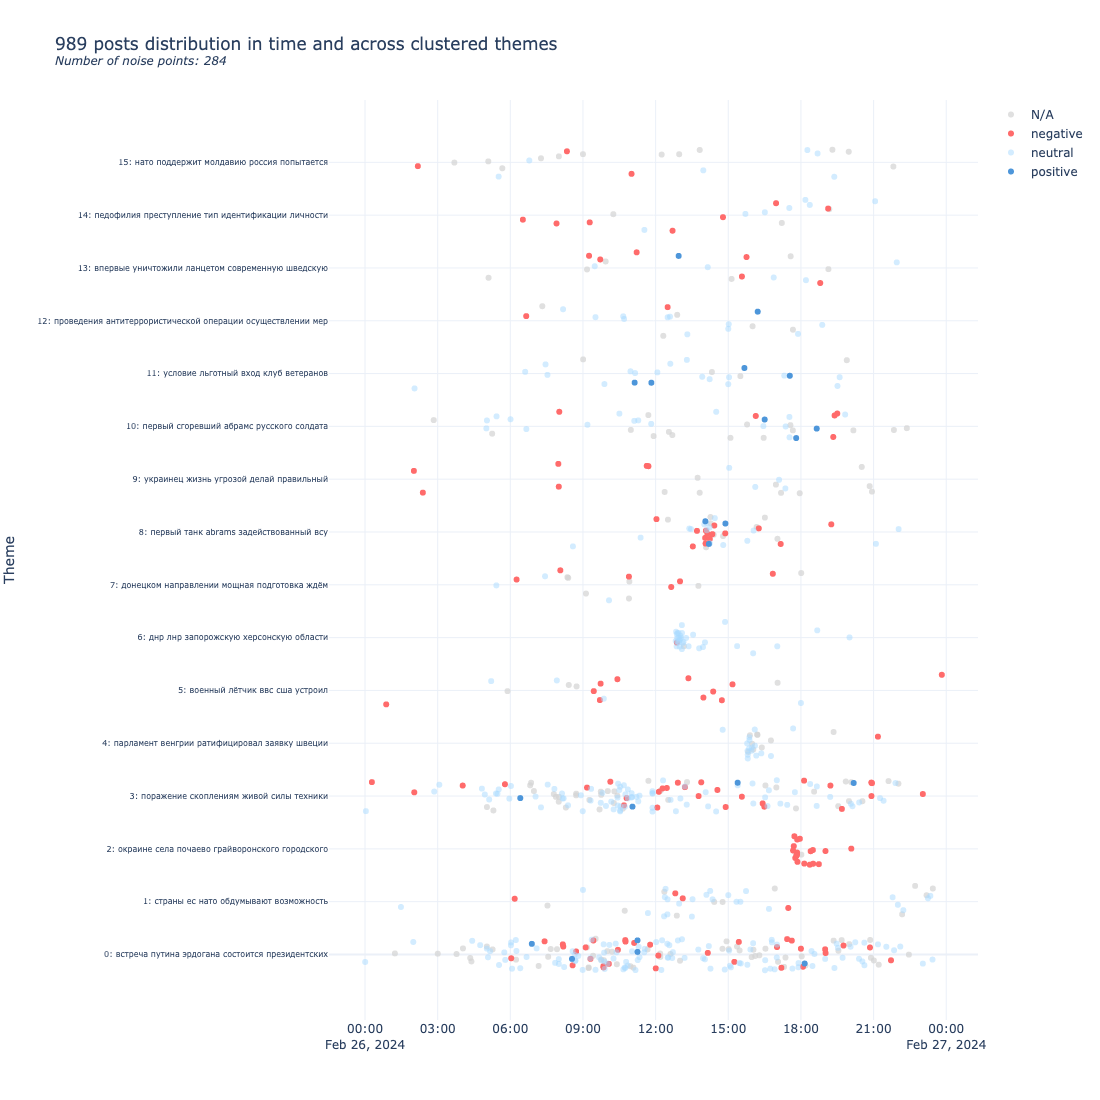 989 posts distribution in time and across clustered themes
Number of noise points: 284
N/A
negative
neutral
positive
15: нато поддержит молдавию россия попытается
14: педофилия преступление тип идентификации личности
13: впервые уничтожили ланцетом современную шведскую
12: проведения антитеррористической операции осуществлении мер
11: условие льготный вход клуб ветеранов
10: первый сгоревший абрамс русского солдата
9: украинец жизнь угрозой делай правильный
8: первый танк abrams задействованный всу
Theme
7: донецком направлении мощная подготовка ждём
6: днр лнр запорожскую херсонскую области
5: военный лётчик ввс сша устроил
4: парламент венгрии ратифицировал заявку швеции
3: поражение скоплениям живой силы техники
2: окраине села почаево грайворонского городского
1: страны ес нато обдумывают возможность
0: встреча путина эрдогана состоится президентских
00:00 03:00 06:00 09:00 12:00 15:00 18:00 21:00 00:00
Feb 26, 2024 Feb 27, 2024